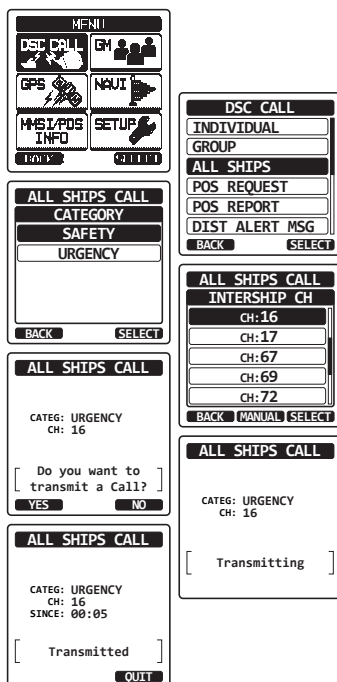 MENU
DSC CALL
GM
GPS
NAVI
MMSI/POS INFO
SETUP
DSC CALL
INDIVIDUAL
GROUP
ALL SHIPS
POS REQUEST
POS REPORT
DIST ALERT MSG
BACK SELECT
ALL SHIPS CALL
CATEGORY
SAFETY
URGENCY
BACK SELECT
ALL SHIPS CALL
INTERSHIP CH
CH:16
CH:17
CH:67
CH:69
CH:72
BACK MANUAL SELECT
ALL SHIPS CALL
CATEG: URGENCY
CH: 16
Do you want to
transmit a Call?
YES NO
ALL SHIPS CALL
CATEG: URGENCY
CH: 16
Transmitting
ALL SHIPS CALL
CATEG: URGENCY
CH: 16
SINCE: 00:05
Transmitted
QUIT